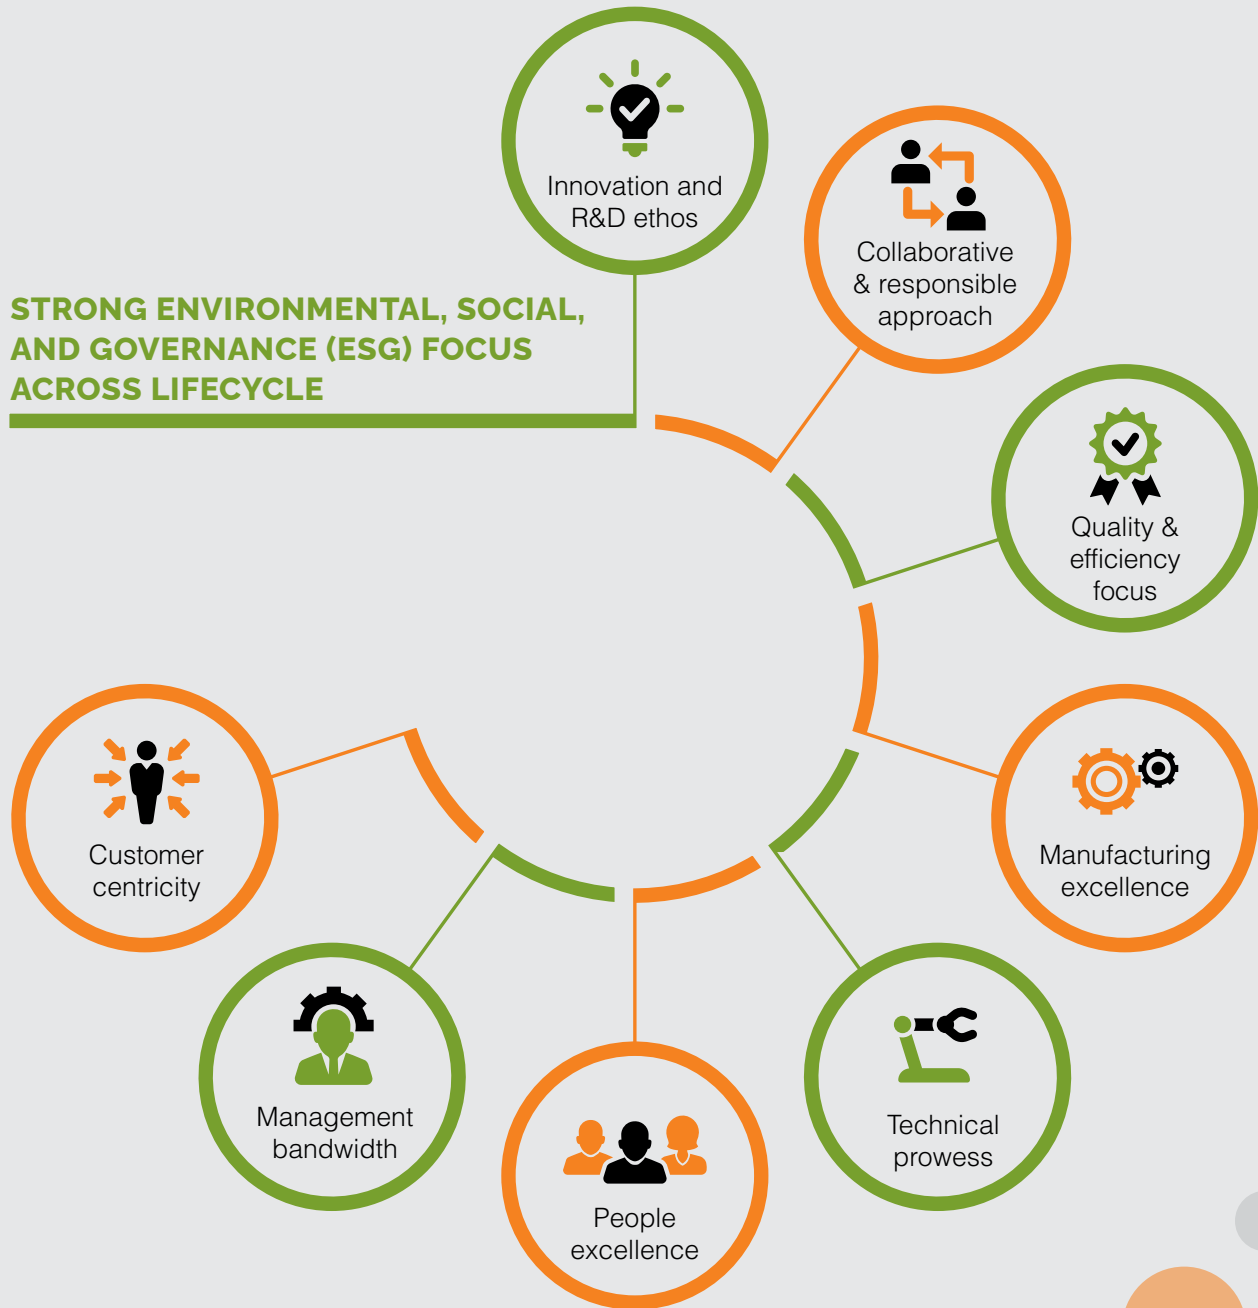 STRONG ENVIRONMENTAL, SOCIAL,
AND GOVERNANCE (ESG) FOCUS
ACROSS LIFECYCLE
Innovation and
R&D ethos
Collaborative
& responsible
approach
Quality &
efficiency
focus
Manufacturing
excellence
Technical
prowess
People
excellence
Management
bandwidth
Customer
centricity